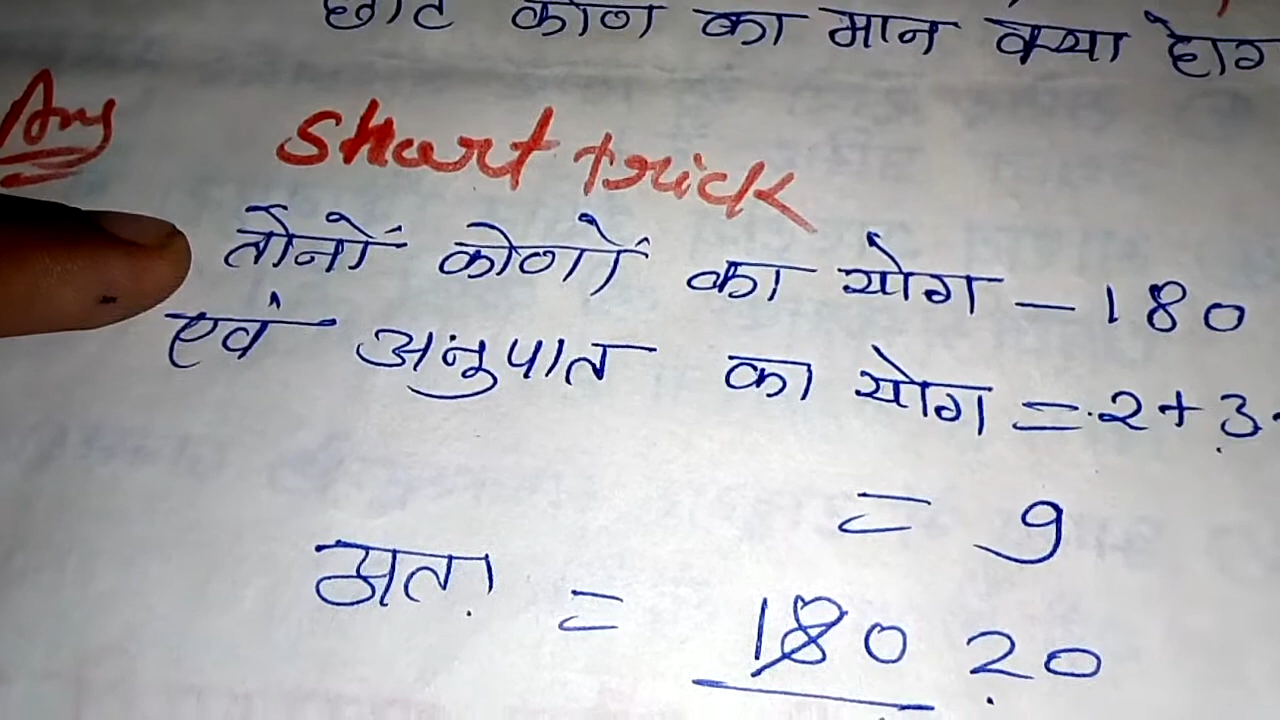 छोटे कोण का मान क्या होग
Ans
Short trick
तीनों कोणों का योग — 180
एवं अनुपात का योग = 2 + 3
= 9
अतः = 180 20